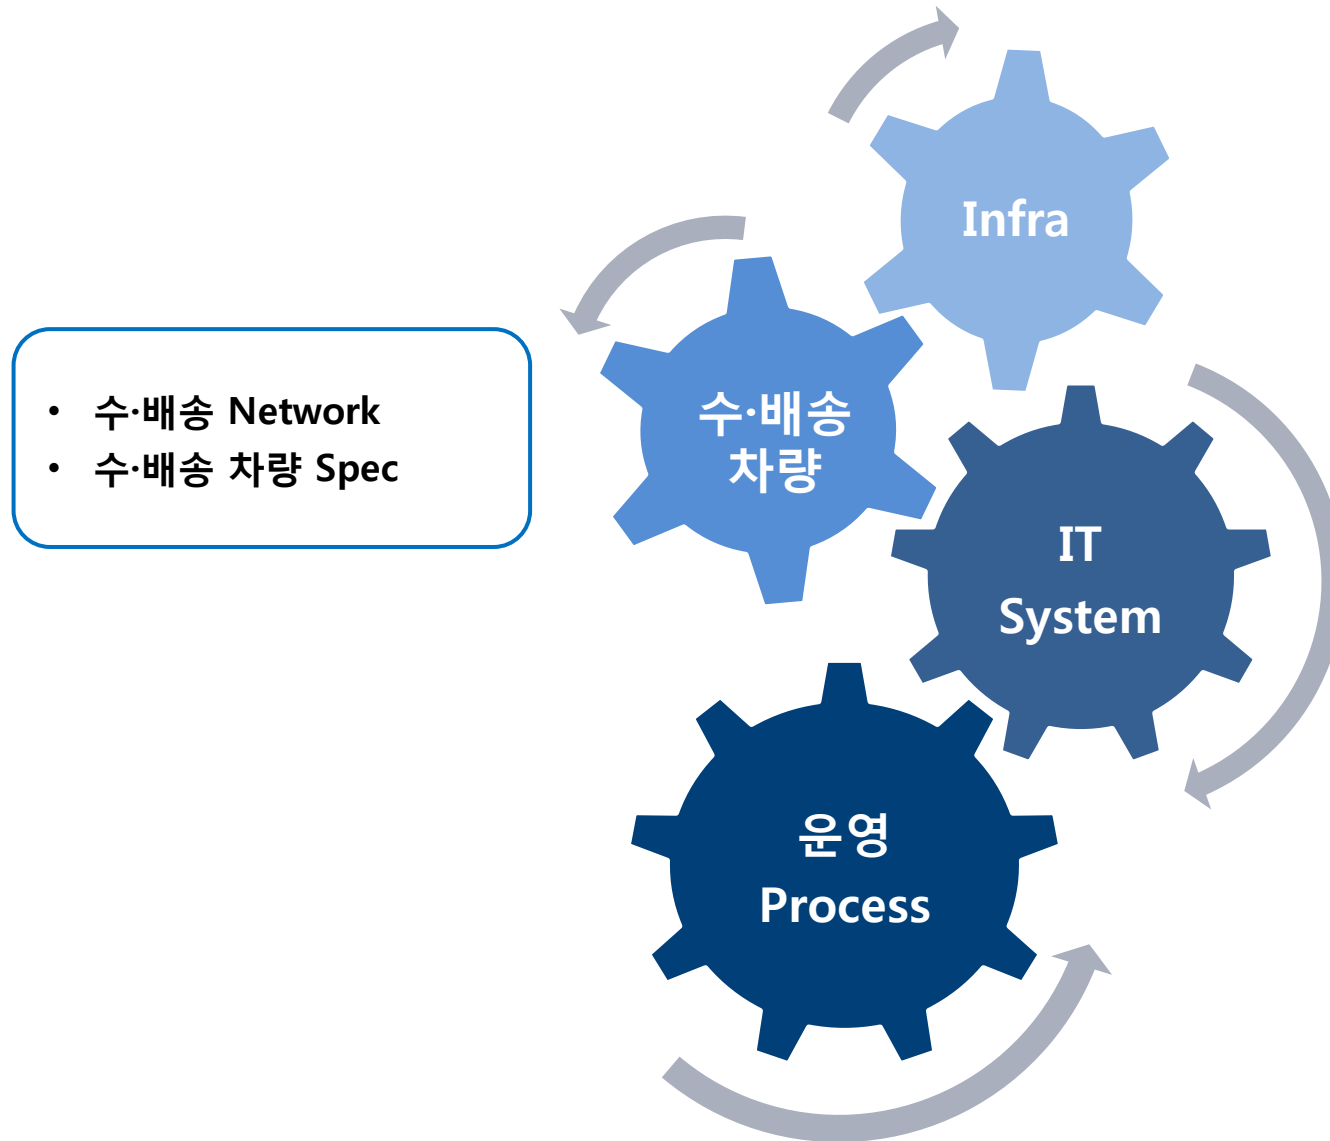 Infra
• 수·배송 Network
• 수·배송 차량 Spec
수·배송
차량
IT
System
운영
Process